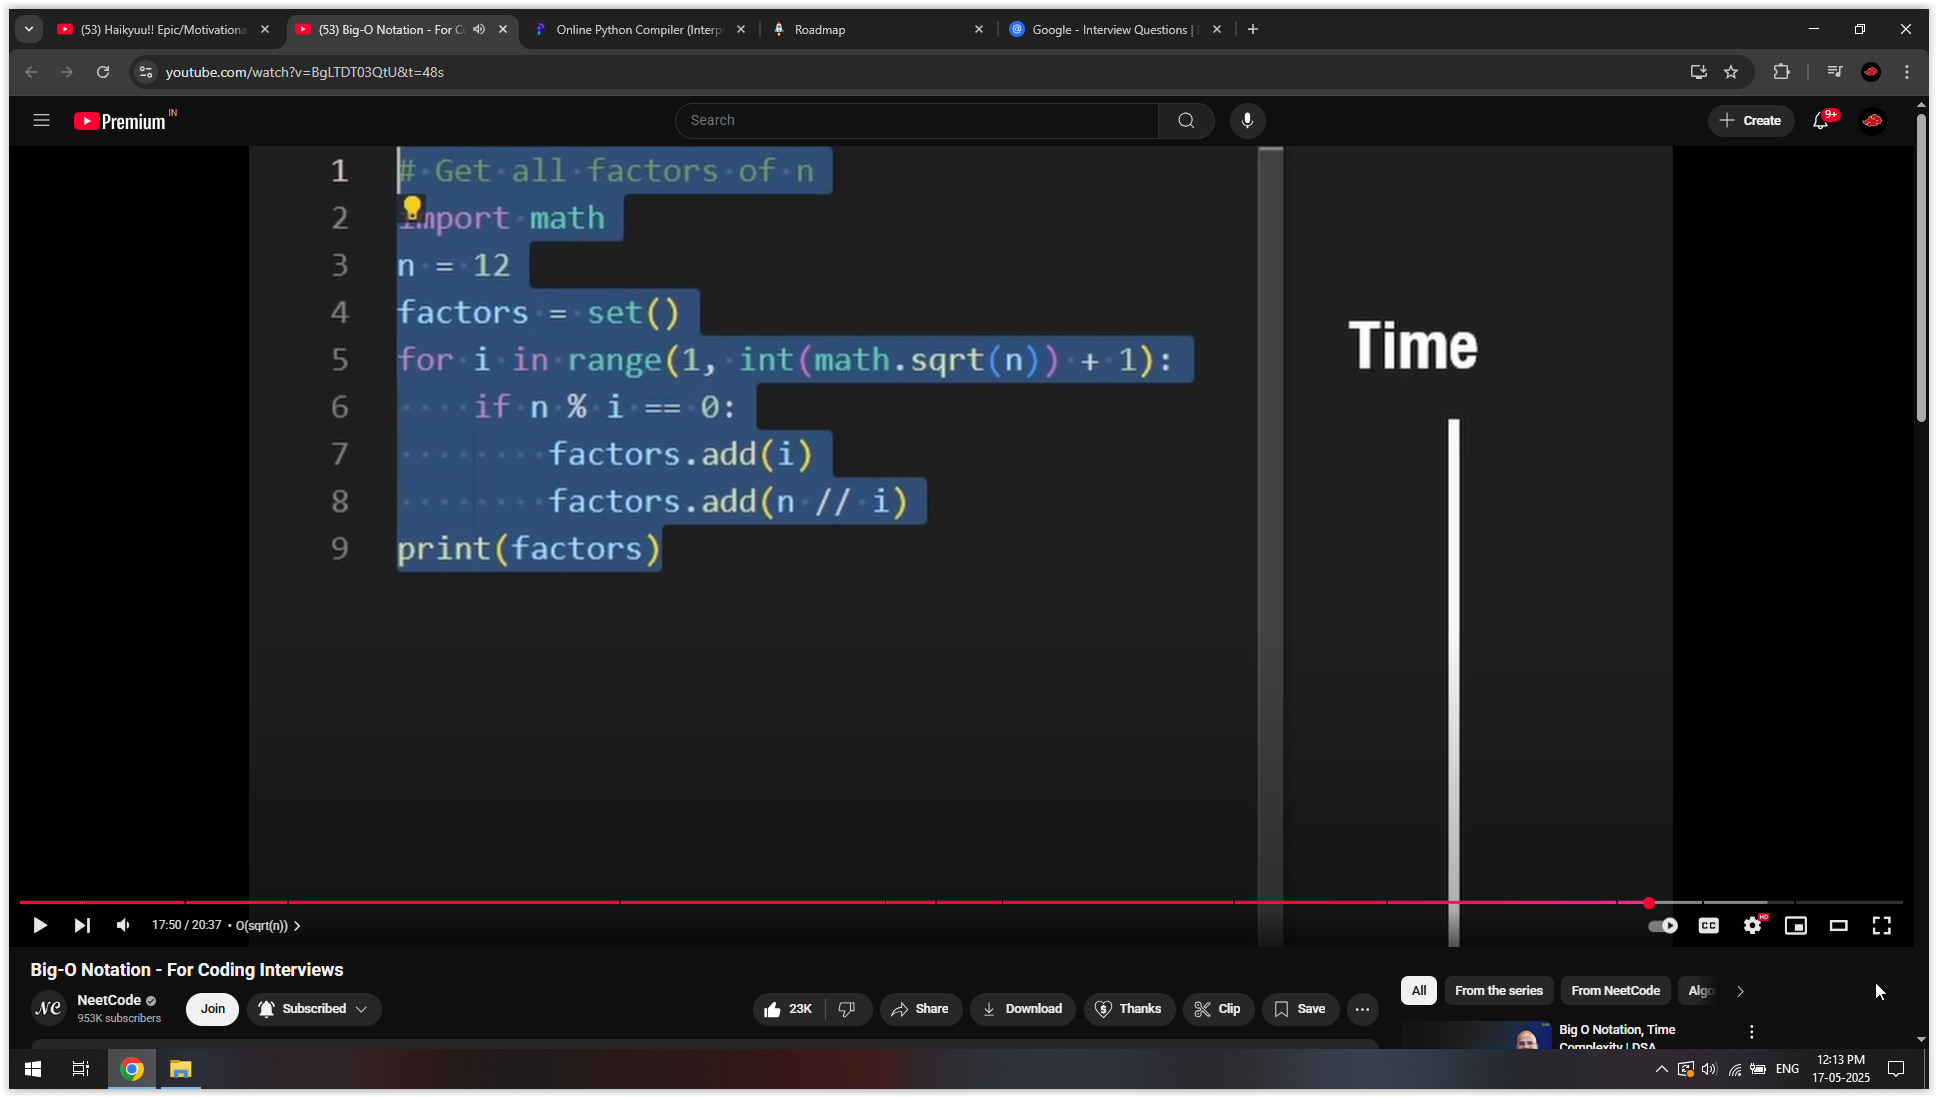 (53) Haikyuu!! Epic/Motivationa
(53) Big-O Notation - For Co
Online Python Compiler (Interp
Roadmap
Google - Interview Questions |
youtube.com/watch?v=BgLTDT03QtU&t=48s
Premium IN
Search
Create
9+
1 # Get all factors of n
2 import math
3 n = 12
4 factors = set()
5 for i in range(1, int(math.sqrt(n)) + 1):
6 if n % i == 0:
7 factors.add(i)
8 factors.add(n // i)
9 print(factors)
Time
17:50 / 20:37 • O(sqrt(n))
CC
HD
Big-O Notation - For Coding Interviews
NC
NeetCode
953K subscribers
Join
Subscribed
23K
Share
Download
Thanks
Clip
Save
All
From the series
From NeetCode
Algo
Big O Notation, Time
Complexity | DSA
ENG
12:13 PM
17-05-2025